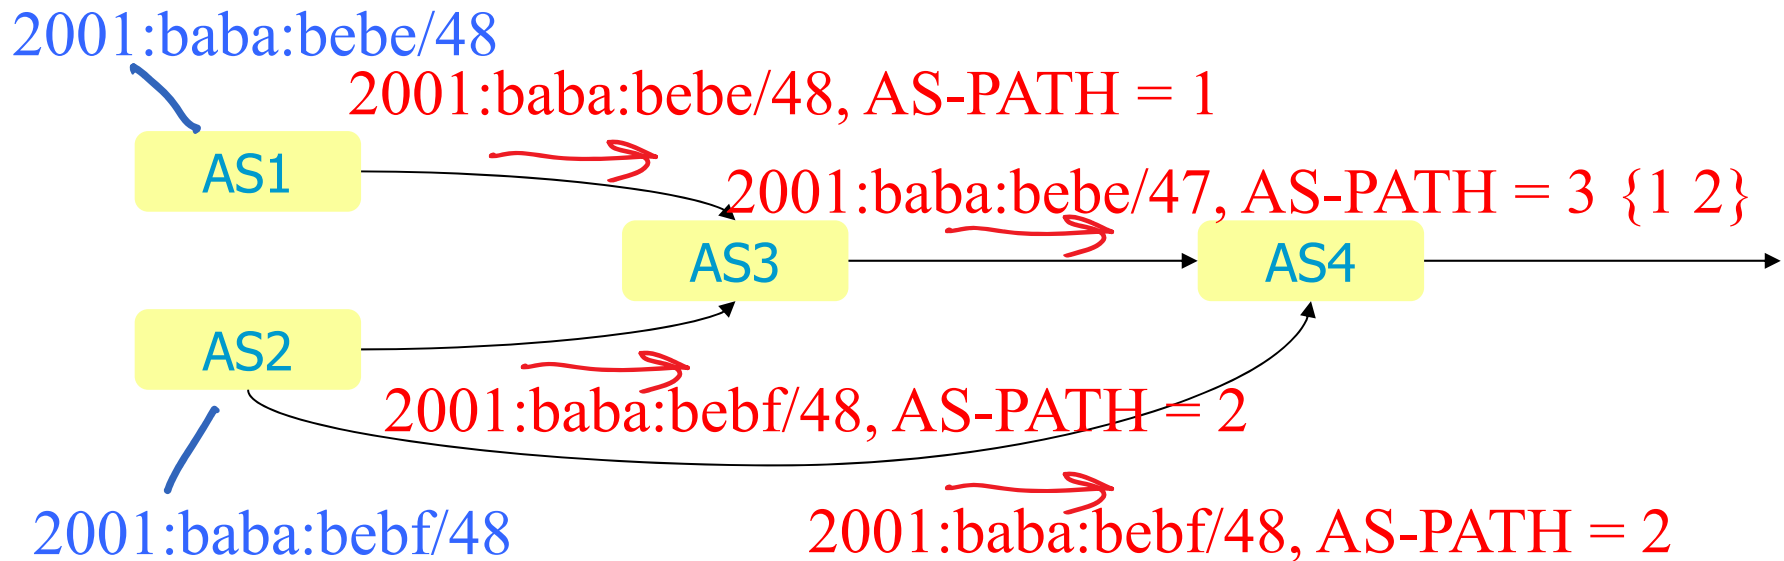 2001:baba:bebe/48
2001:baba:bebe/48, AS-PATH = 1
AS1
2001:baba:bebe/47, AS-PATH = 3 {1 2}
AS3
AS4
AS2
2001:baba:bebf/48, AS-PATH = 2
2001:baba:bebf/48
2001:baba:bebf/48, AS-PATH = 2